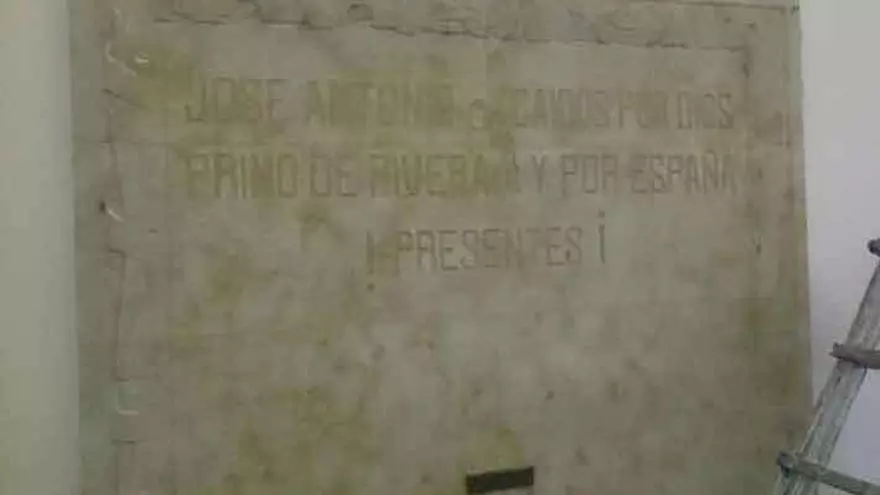 JOSE ANTONIO CAIDOS POR DIOS
PRIMO DE RIVERA Y POR ESPAÑA
¡ PRESENTES !